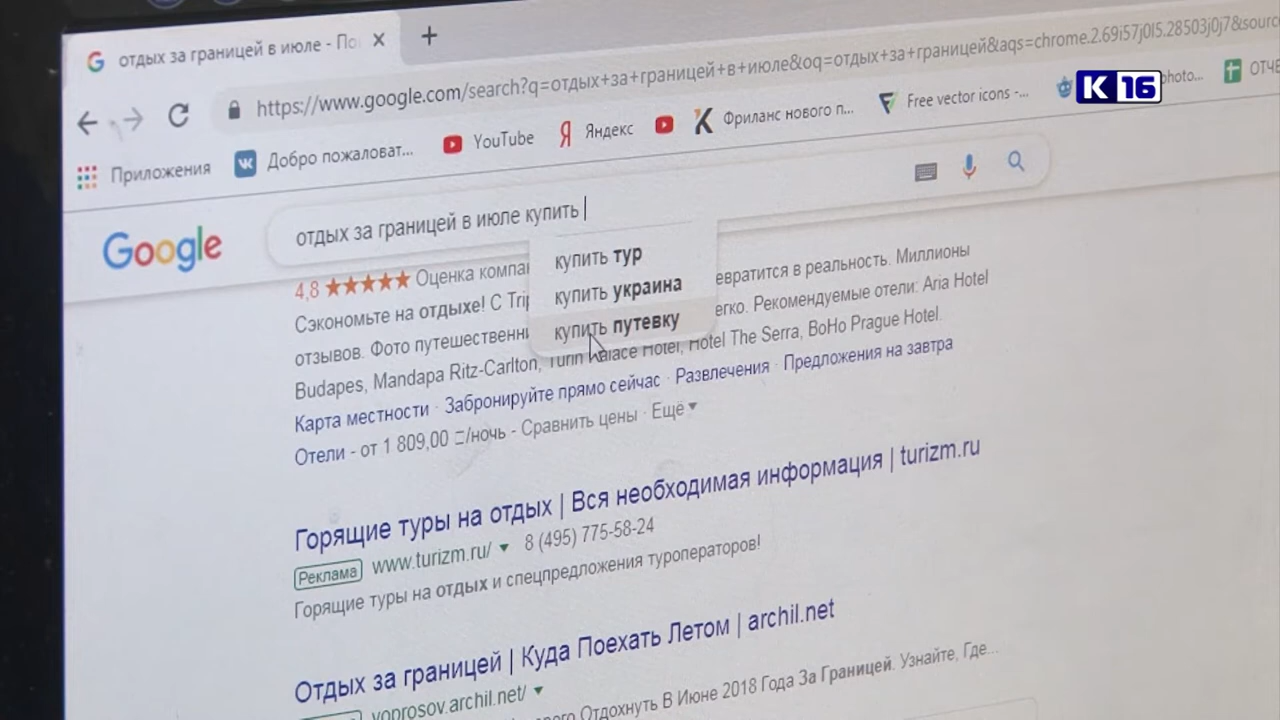 отдых за границей в июле - По
https://www.google.com/search?q=отдых+за+границей+в+июле&oq=отдых+за+границей&aqs=chrome.2.69i57j0l5.28503j0j7&sourc
K 16
Приложения
Добро пожаловат...
YouTube
Яндекс
Фриланс нового п...
Free vector icons -...
photo...
ОТЧЕ
Google
отдых за границей в июле купить
купить тур
купить украина
купить путевку
4,8 ★★★★★ Оценка компа
евратится в реальность. Миллионы
Сэкономьте на отдыхе! С Trip
егко. Рекомендуемые отели: Aria Hotel
отзывов. Фото путешественни
Budapes, Mandapa Ritz-Carlton, Turin Palace Hotel, Hotel The Serra, BoHo Prague Hotel.
Карта местности · Забронируйте прямо сейчас · Развлечения · Предложения на завтра
Отели - от 1 809,00 /ночь - Сравнить цены · Ещё
Горящие туры на отдых | Вся необходимая информация | turizm.ru
Реклама www.turizm.ru/ 8 (495) 775-58-24
Горящие туры на отдых и спецпредложения туроператоров!
Отдых за границей | Куда Поехать Летом | archil.net
voprosov.archil.net/
Отдохнуть В Июне 2018 Года За Границей. Узнайте, Где...